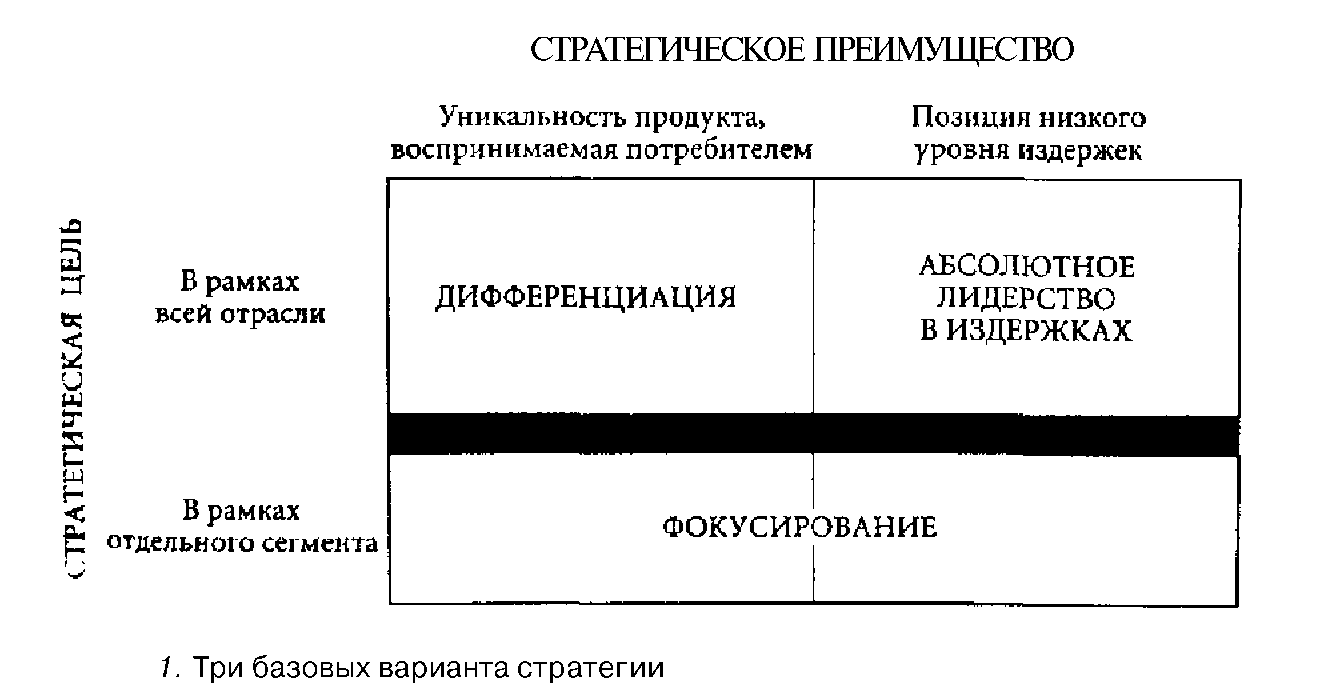 СТРАТЕГИЧЕСКОЕ ПРЕИМУЩЕСТВО
Уникальность продукта,
воспринимаемая потребителем
Позиция низкого
уровня издержек
СТРАТЕГИЧЕСКАЯ ЦЕЛЬ
В рамках
всей отрасли
ДИФФЕРЕНЦИАЦИЯ
АБСОЛЮТНОЕ
ЛИДЕРСТВО
В ИЗДЕРЖКАХ
В рамках
отдельного сегмента
ФОКУСИРОВАНИЕ
1. Три базовых варианта стратегии